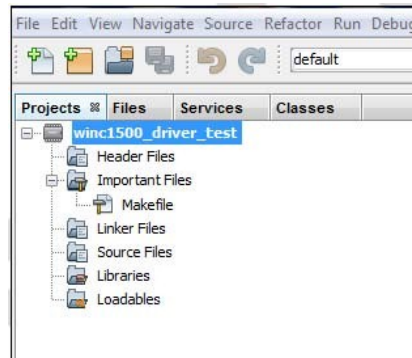 File Edit View Navigate Source Refactor Run Debug
default
Projects Files Services Classes
winc1500_driver_test
Header Files
Important Files
Makefile
Linker Files
Source Files
Libraries
Loadables